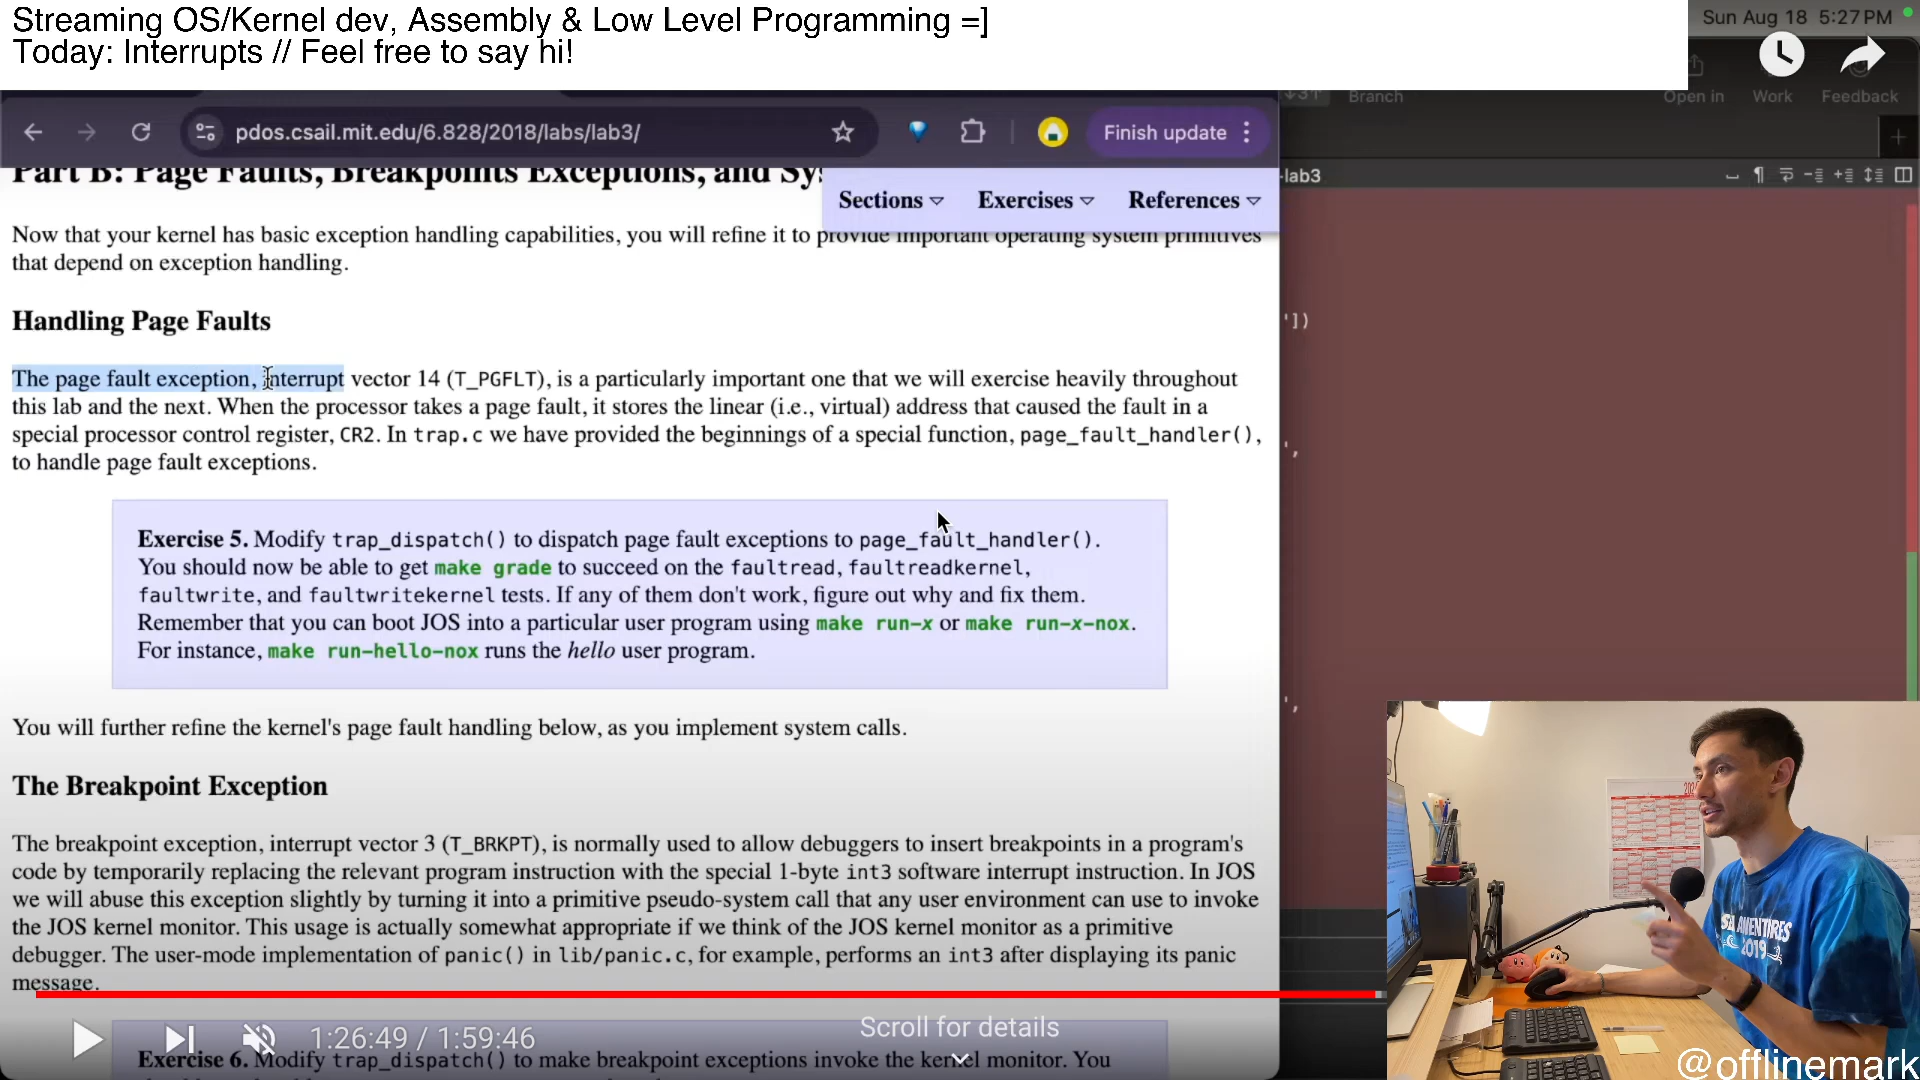 Streaming OS/Kernel dev, Assembly & Low Level Programming =]
Today: Interrupts // Feel free to say hi!
Sun Aug 18 5:27 PM
Branch
Open in Work Feedback
pdos.csail.mit.edu/6.828/2018/labs/lab3/
Finish update
Part B: Page Faults, Breakpoints Exceptions, and Sy
Sections Exercises References
-lab3
Now that your kernel has basic exception handling capabilities, you will refine it to provide important operating system primitives
that depend on exception handling.
Handling Page Faults
'])
The page fault exception, interrupt vector 14 (T_PGFLT), is a particularly important one that we will exercise heavily throughout
this lab and the next. When the processor takes a page fault, it stores the linear (i.e., virtual) address that caused the fault in a
special processor control register, CR2. In trap.c we have provided the beginnings of a special function, page_fault_handler(),
to handle page fault exceptions.
',
Exercise 5. Modify trap_dispatch() to dispatch page fault exceptions to page_fault_handler().
You should now be able to get make grade to succeed on the faultread, faultreadkernel,
faultwrite, and faultwritekernel tests. If any of them don't work, figure out why and fix them.
Remember that you can boot JOS into a particular user program using make run-x or make run-x-nox.
For instance, make run-hello-nox runs the hello user program.
You will further refine the kernel's page fault handling below, as you implement system calls.
',
The Breakpoint Exception
The breakpoint exception, interrupt vector 3 (T_BRKPT), is normally used to allow debuggers to insert breakpoints in a program's
code by temporarily replacing the relevant program instruction with the special 1-byte int3 software interrupt instruction. In JOS
we will abuse this exception slightly by turning it into a primitive pseudo-system call that any user environment can use to invoke
the JOS kernel monitor. This usage is actually somewhat appropriate if we think of the JOS kernel monitor as a primitive
debugger. The user-mode implementation of panic() in lib/panic.c, for example, performs an int3 after displaying its panic
message.
1:26:49 / 1:59:46
Scroll for details
Exercise 6. Modify trap_dispatch() to make breakpoint exceptions invoke the kernel monitor. You
2019
@offlinemark